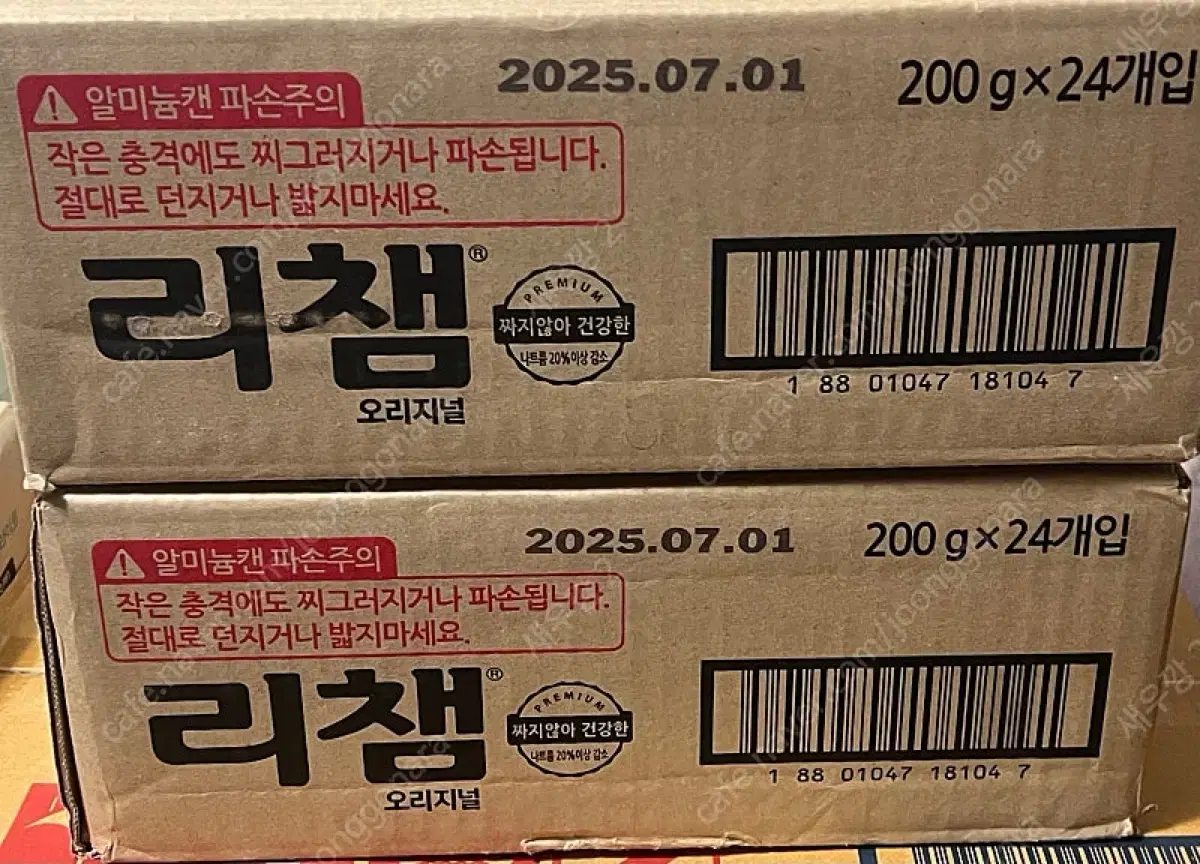 2025.07.01
200 g×24개입
알미늄캔 파손주의
작은 충격에도 찌그러지거나 파손됩니다.
절대로 던지거나 밟지마세요.
리챔®
오리지널
PREMIUM
짜지않아 건강한
나트륨 20%이상 감소
1 88 01047 18104 7
2025.07.01
200 g×24개입
알미늄캔 파손주의
작은 충격에도 찌그러지거나 파손됩니다.
절대로 던지거나 밟지마세요.
리챔®
오리지널
PREMIUM
짜지않아 건강한
나트륨 20%이상 감소
1 88 01047 18104 7
cafe.naver.com/joonggonara
새우깡